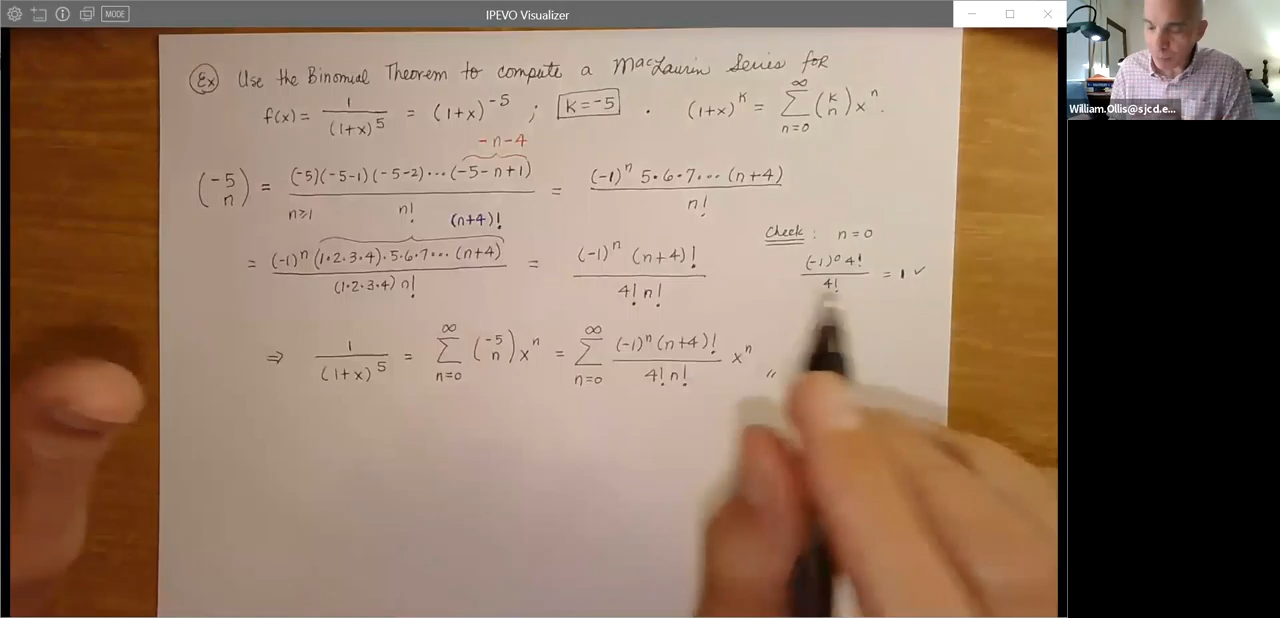 IPEVO Visualizer
MODE
William.Ollis@sjcd.e...
Ex Use the Binomial Theorem to compute a MacLaurin Series for
f(x) = 1/(1+x)^5 = (1+x)^-5 ; k = -5 . (1+x)^k = ∑_{n=0}^{∞} (k n) x^n.
-n-4
(-5 n) = (-5)(-5-1)(-5-2)...(-5-n+1) / n! = (-1)^n 5·6·7...(n+4) / n!
n≥1
(n+4)!
Check : n=0
= (-1)^n (1·2·3·4)·5·6·7...(n+4) / (1·2·3·4) n! = (-1)^n (n+4)! / 4! n!
(-1)^0 4! / 4! = 1 ✓
⇒ 1/(1+x)^5 = ∑_{n=0}^{∞} (-5 n) x^n = ∑_{n=0}^{∞} (-1)^n (n+4)! / 4! n! x^n //